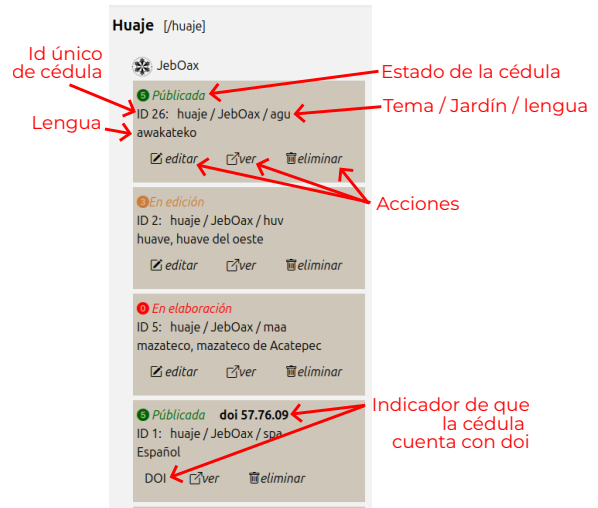 Huaje [/huaje]
JebOax
Id único
de cédula
Lengua
5 Públicada
ID 26: huaje / JebOax / agu
awakateko
editar ver eliminar
Estado de la cédula
Tema / Jardín / lengua
Acciones
3 En edición
ID 2: huaje / JebOax / huv
huave, huave del oeste
editar ver eliminar
0 En elaboración
ID 5: huaje / JebOax / maa
mazateco, mazateco de Acatepec
editar ver eliminar
5 Públicada doi 57.76.09
ID 1: huaje / JebOax / spa
Español
DOI ver eliminar
Indicador de que
la cédula
cuenta con doi